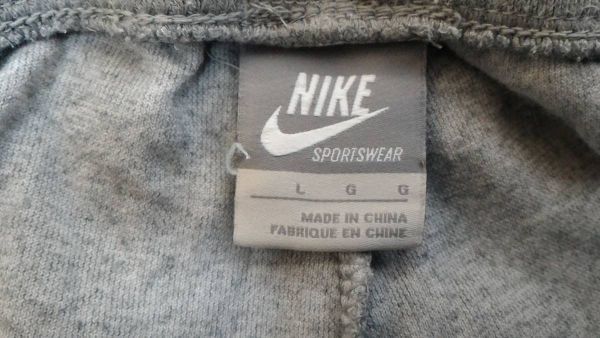 NIKE
SPORTSWEAR
L G G
MADE IN CHINA
FABRIQUE EN CHINE